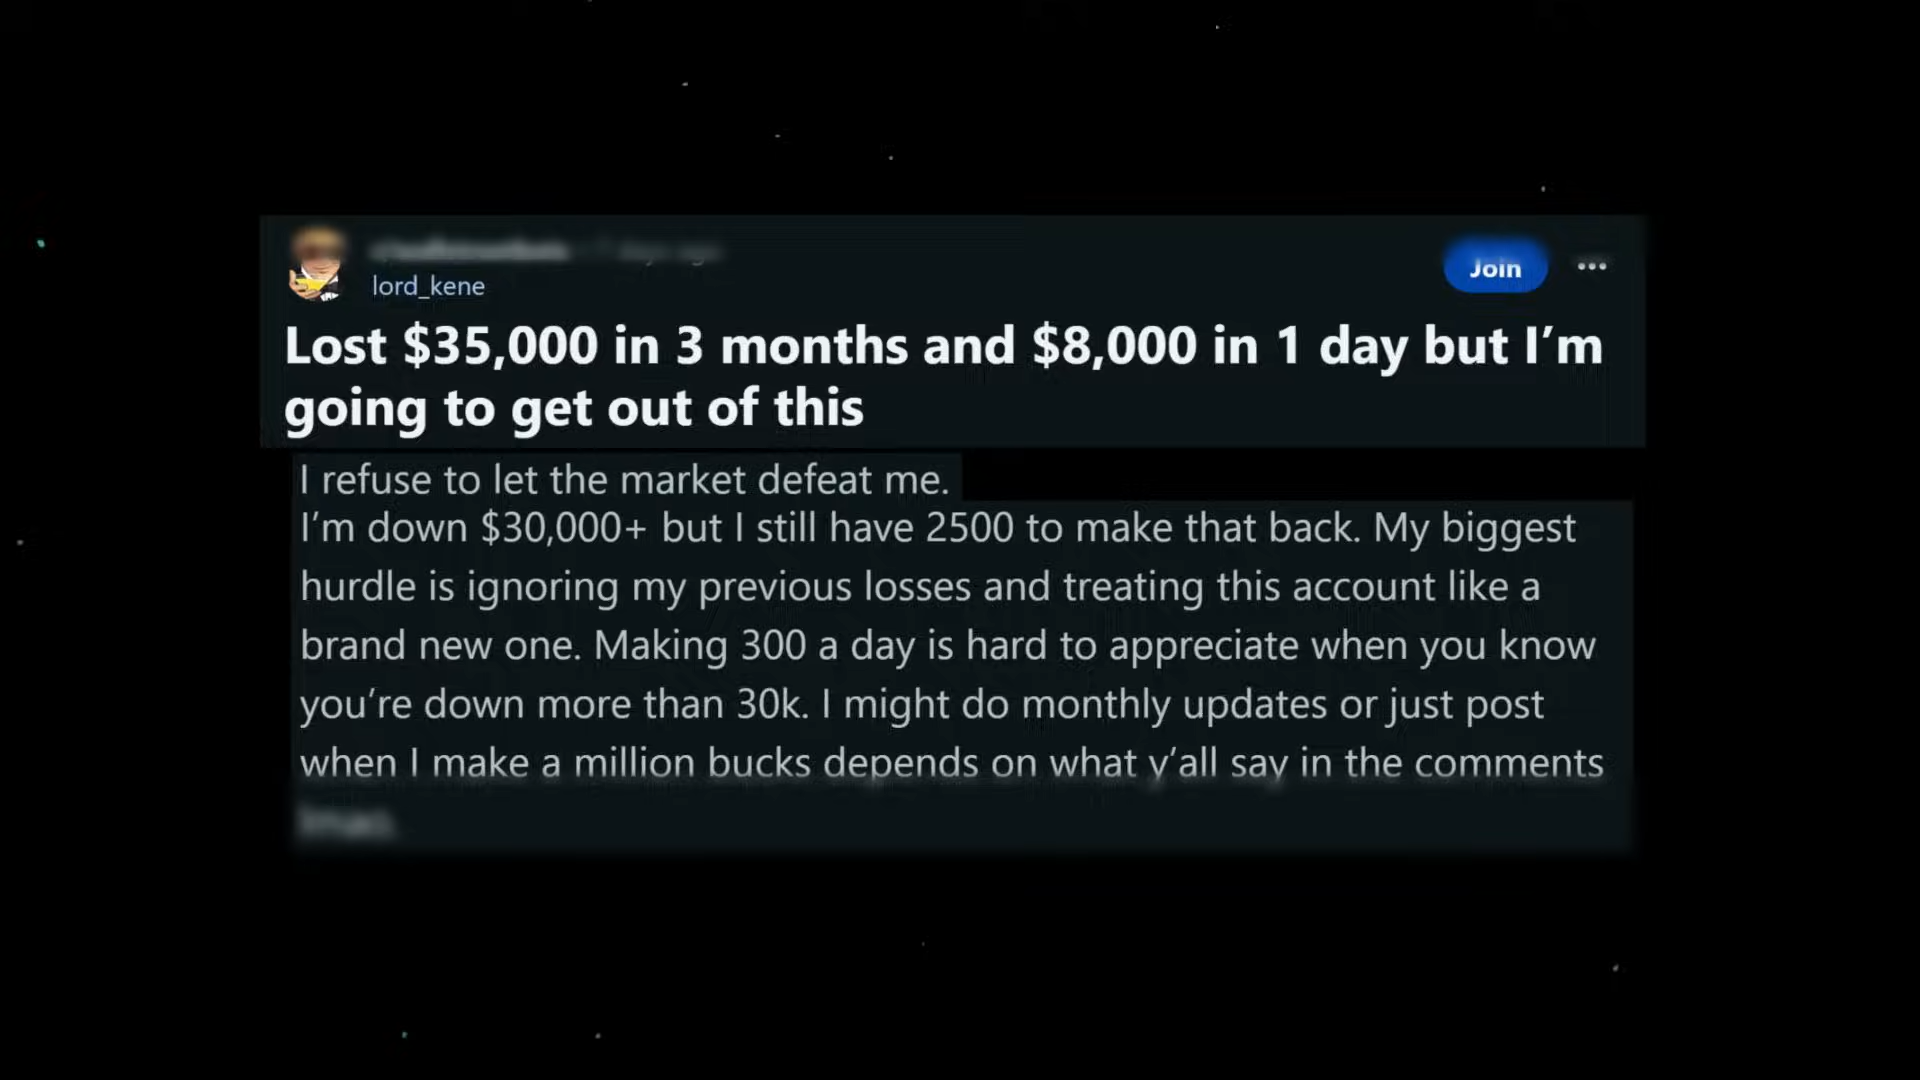 lord_kene
Join
Lost $35,000 in 3 months and $8,000 in 1 day but I’m
going to get out of this
I refuse to let the market defeat me.
I’m down $30,000+ but I still have 2500 to make that back. My biggest
hurdle is ignoring my previous losses and treating this account like a
brand new one. Making 300 a day is hard to appreciate when you know
you’re down more than 30k. I might do monthly updates or just post
when I make a million bucks depends on what y’all say in the comments